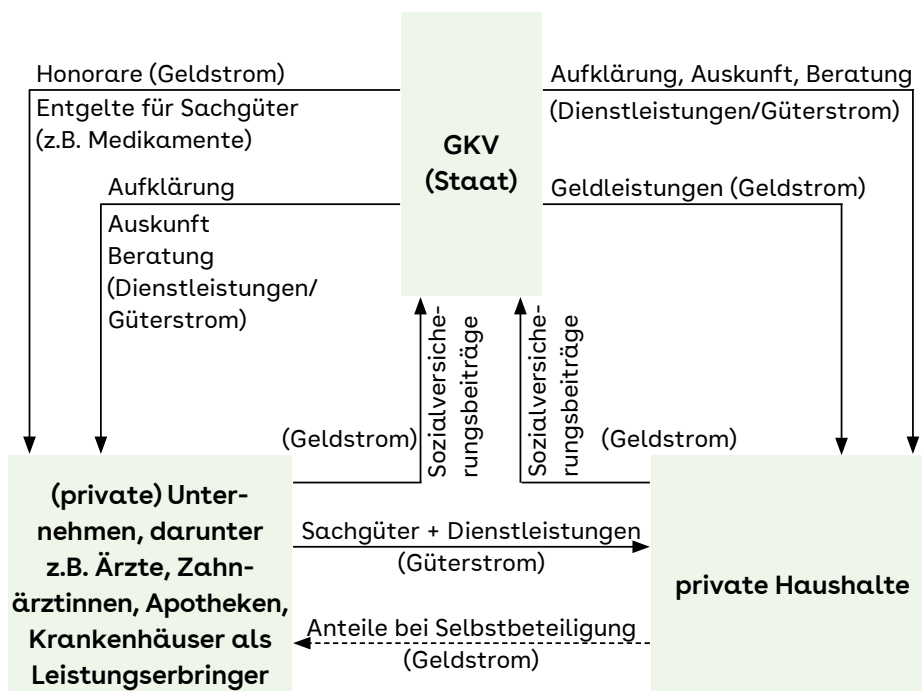 Honorare (Geldstrom)
Entgelte für Sachgüter
(z.B. Medikamente)
Aufklärung
Auskunft
Beratung
(Dienstleistungen/
Güterstrom)
GKV
(Staat)
Aufklärung, Auskunft, Beratung
(Dienstleistungen/Güterstrom)
Geldleistungen (Geldstrom)
(Geldstrom)
Sozialversiche-
rungsbeiträge
Sozialversiche-
rungsbeiträge
(Geldstrom)
(private) Unter-
nehmen, darunter
z.B. Ärzte, Zahn-
ärztinnen, Apotheken,
Krankenhäuser als
Leistungserbringer
Sachgüter + Dienstleistungen
(Güterstrom)
Anteile bei Selbstbeteiligung
(Geldstrom)
private Haushalte